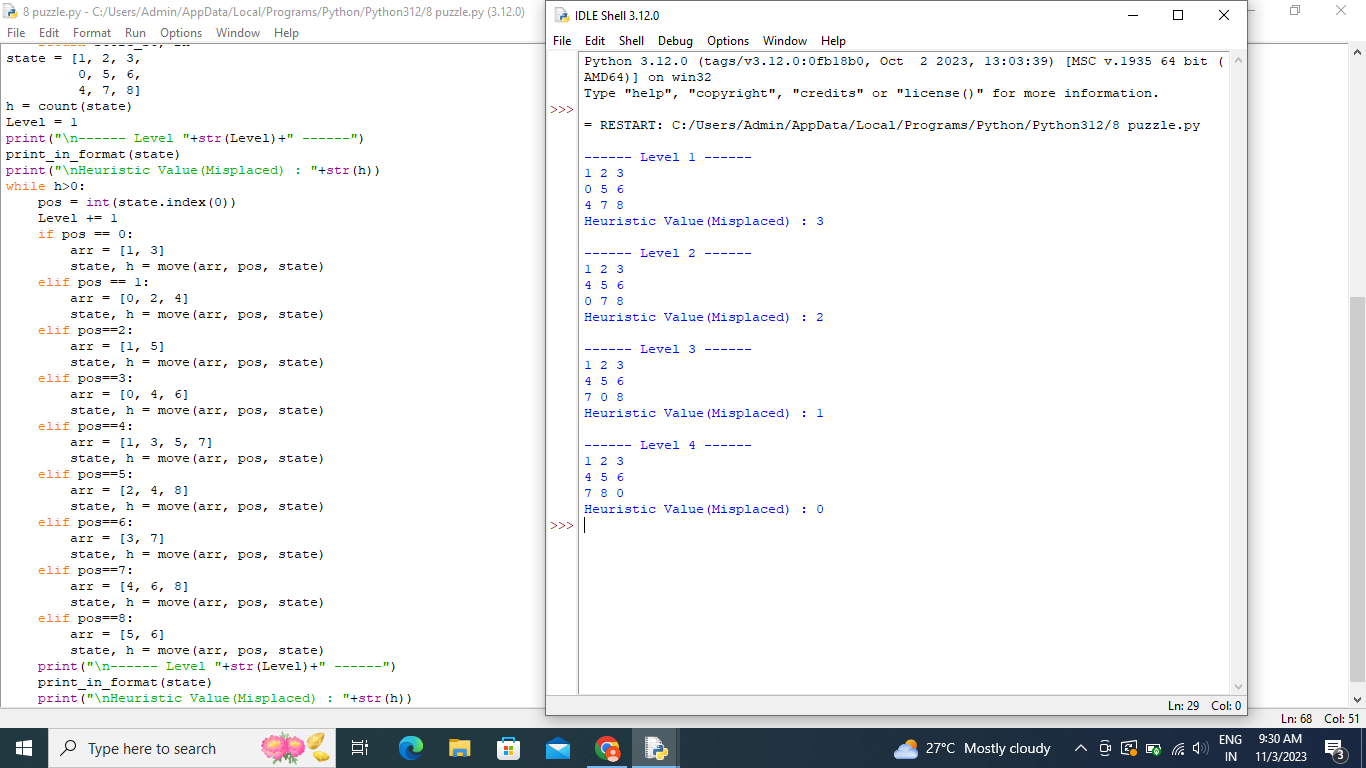 8 puzzle.py - C:/Users/Admin/AppData/Local/Programs/Python/Python312/8 puzzle.py (3.12.0)
File Edit Format Run Options Window Help
state = [1, 2, 3,
         0, 5, 6,
         4, 7, 8]
h = count(state)
Level = 1
print("\n------ Level "+str(Level)+" ------")
print_in_format(state)
print("\nHeuristic Value(Misplaced) : "+str(h))
while h>0:
    pos = int(state.index(0))
    Level += 1
    if pos == 0:
        arr = [1, 3]
        state, h = move(arr, pos, state)
    elif pos == 1:
        arr = [0, 2, 4]
        state, h = move(arr, pos, state)
    elif pos==2:
        arr = [1, 5]
        state, h = move(arr, pos, state)
    elif pos==3:
        arr = [0, 4, 6]
        state, h = move(arr, pos, state)
    elif pos==4:
        arr = [1, 3, 5, 7]
        state, h = move(arr, pos, state)
    elif pos==5:
        arr = [2, 4, 8]
        state, h = move(arr, pos, state)
    elif pos==6:
        arr = [3, 7]
        state, h = move(arr, pos, state)
    elif pos==7:
        arr = [4, 6, 8]
        state, h = move(arr, pos, state)
    elif pos==8:
        arr = [5, 6]
        state, h = move(arr, pos, state)
    print("\n------ Level "+str(Level)+" ------")
    print_in_format(state)
    print("\nHeuristic Value(Misplaced) : "+str(h))
Ln: 68 Col: 51
IDLE Shell 3.12.0
File Edit Shell Debug Options Window Help
Python 3.12.0 (tags/v3.12.0:0fb18b0, Oct  2 2023, 13:03:39) [MSC v.1935 64 bit (
AMD64)] on win32
Type "help", "copyright", "credits" or "license()" for more information.
>>>
= RESTART: C:/Users/Admin/AppData/Local/Programs/Python/Python312/8 puzzle.py
------ Level 1 ------
1 2 3
0 5 6
4 7 8
Heuristic Value(Misplaced) : 3
------ Level 2 ------
1 2 3
4 5 6
0 7 8
Heuristic Value(Misplaced) : 2
------ Level 3 ------
1 2 3
4 5 6
7 0 8
Heuristic Value(Misplaced) : 1
------ Level 4 ------
1 2 3
4 5 6
7 8 0
Heuristic Value(Misplaced) : 0
>>>
Ln: 29 Col: 0
Type here to search
27°C Mostly cloudy
ENG
IN
9:30 AM
11/3/2023
3